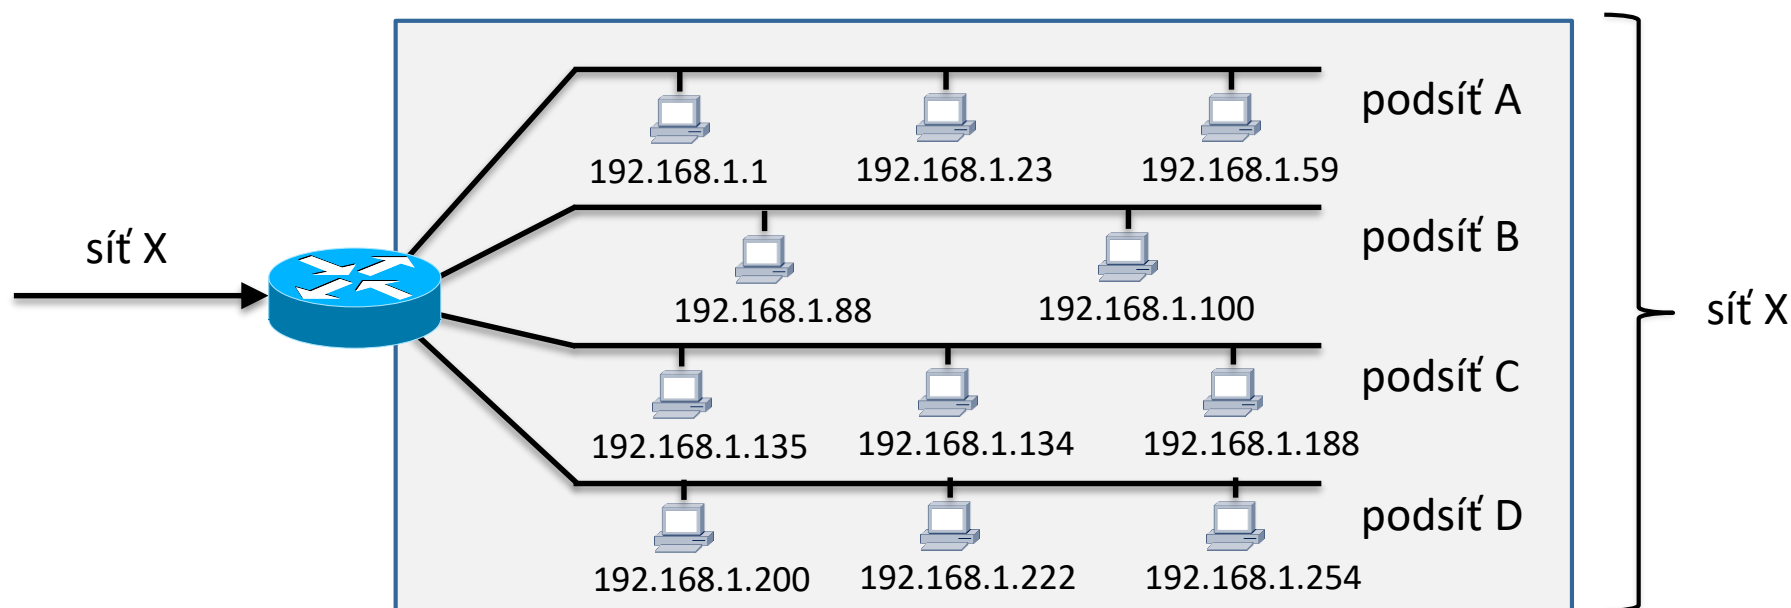 podsíť A
192.168.1.1 192.168.1.23 192.168.1.59
podsíť B
síť X
192.168.1.88 192.168.1.100
síť X
podsíť C
192.168.1.135 192.168.1.134 192.168.1.188
podsíť D
192.168.1.200 192.168.1.222 192.168.1.254